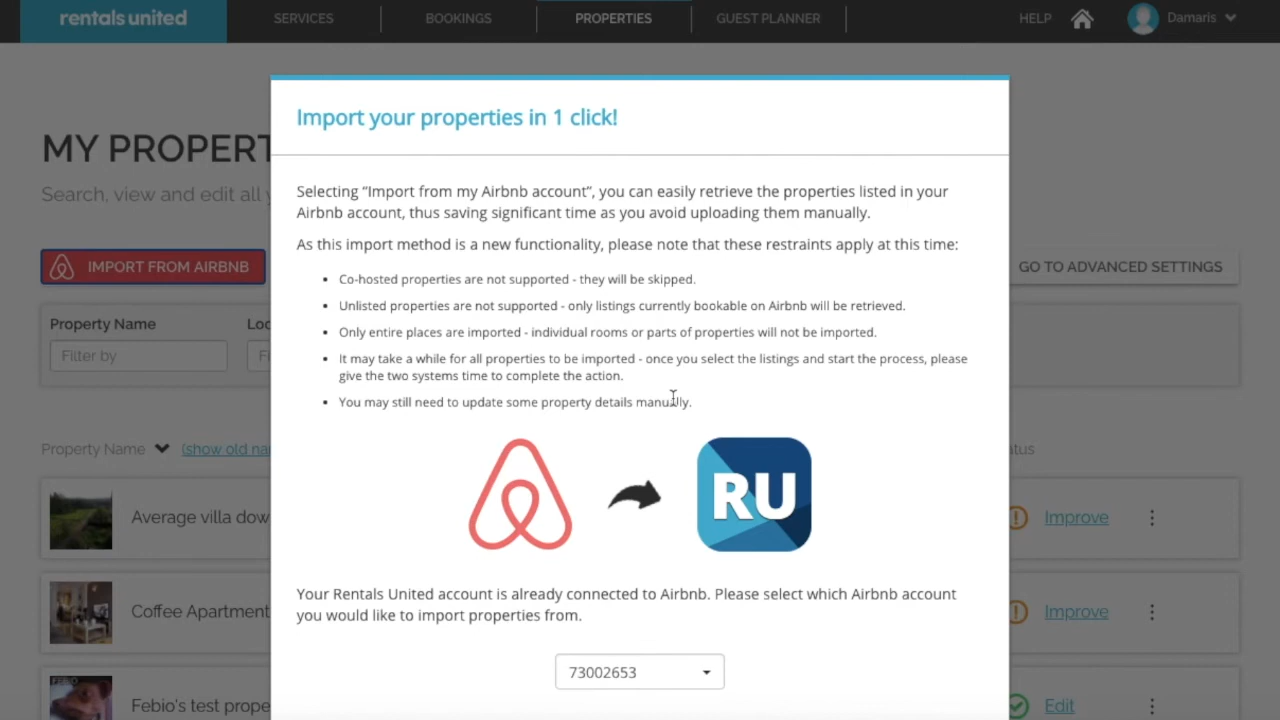 rentals united
SERVICES
BOOKINGS
PROPERTIES
GUEST PLANNER
HELP
Damaris
Import your properties in 1 click!
MY PROPERT
Search, view and edit all y
Selecting "Import from my Airbnb account", you can easily retrieve the properties listed in your
Airbnb account, thus saving significant time as you avoid uploading them manually.
As this import method is a new functionality, please note that these restraints apply at this time:
IMPORT FROM AIRBNB
GO TO ADVANCED SETTINGS
• Co-hosted properties are not supported - they will be skipped.
• Unlisted properties are not supported - only listings currently bookable on Airbnb will be retrieved.
• Only entire places are imported - individual rooms or parts of properties will not be imported.
• It may take a while for all properties to be imported - once you select the listings and start the process, please
give the two systems time to complete the action.
• You may still need to update some property details manually.
Property Name
Loc
Filter by
Fi
Property Name
(show old nar
tus
RU
Average villa dow
Improve
Coffee Apartment
Improve
Your Rentals United account is already connected to Airbnb. Please select which Airbnb account
you would like to import properties from.
73002653
FEBIO
Febio's test prope
Edit